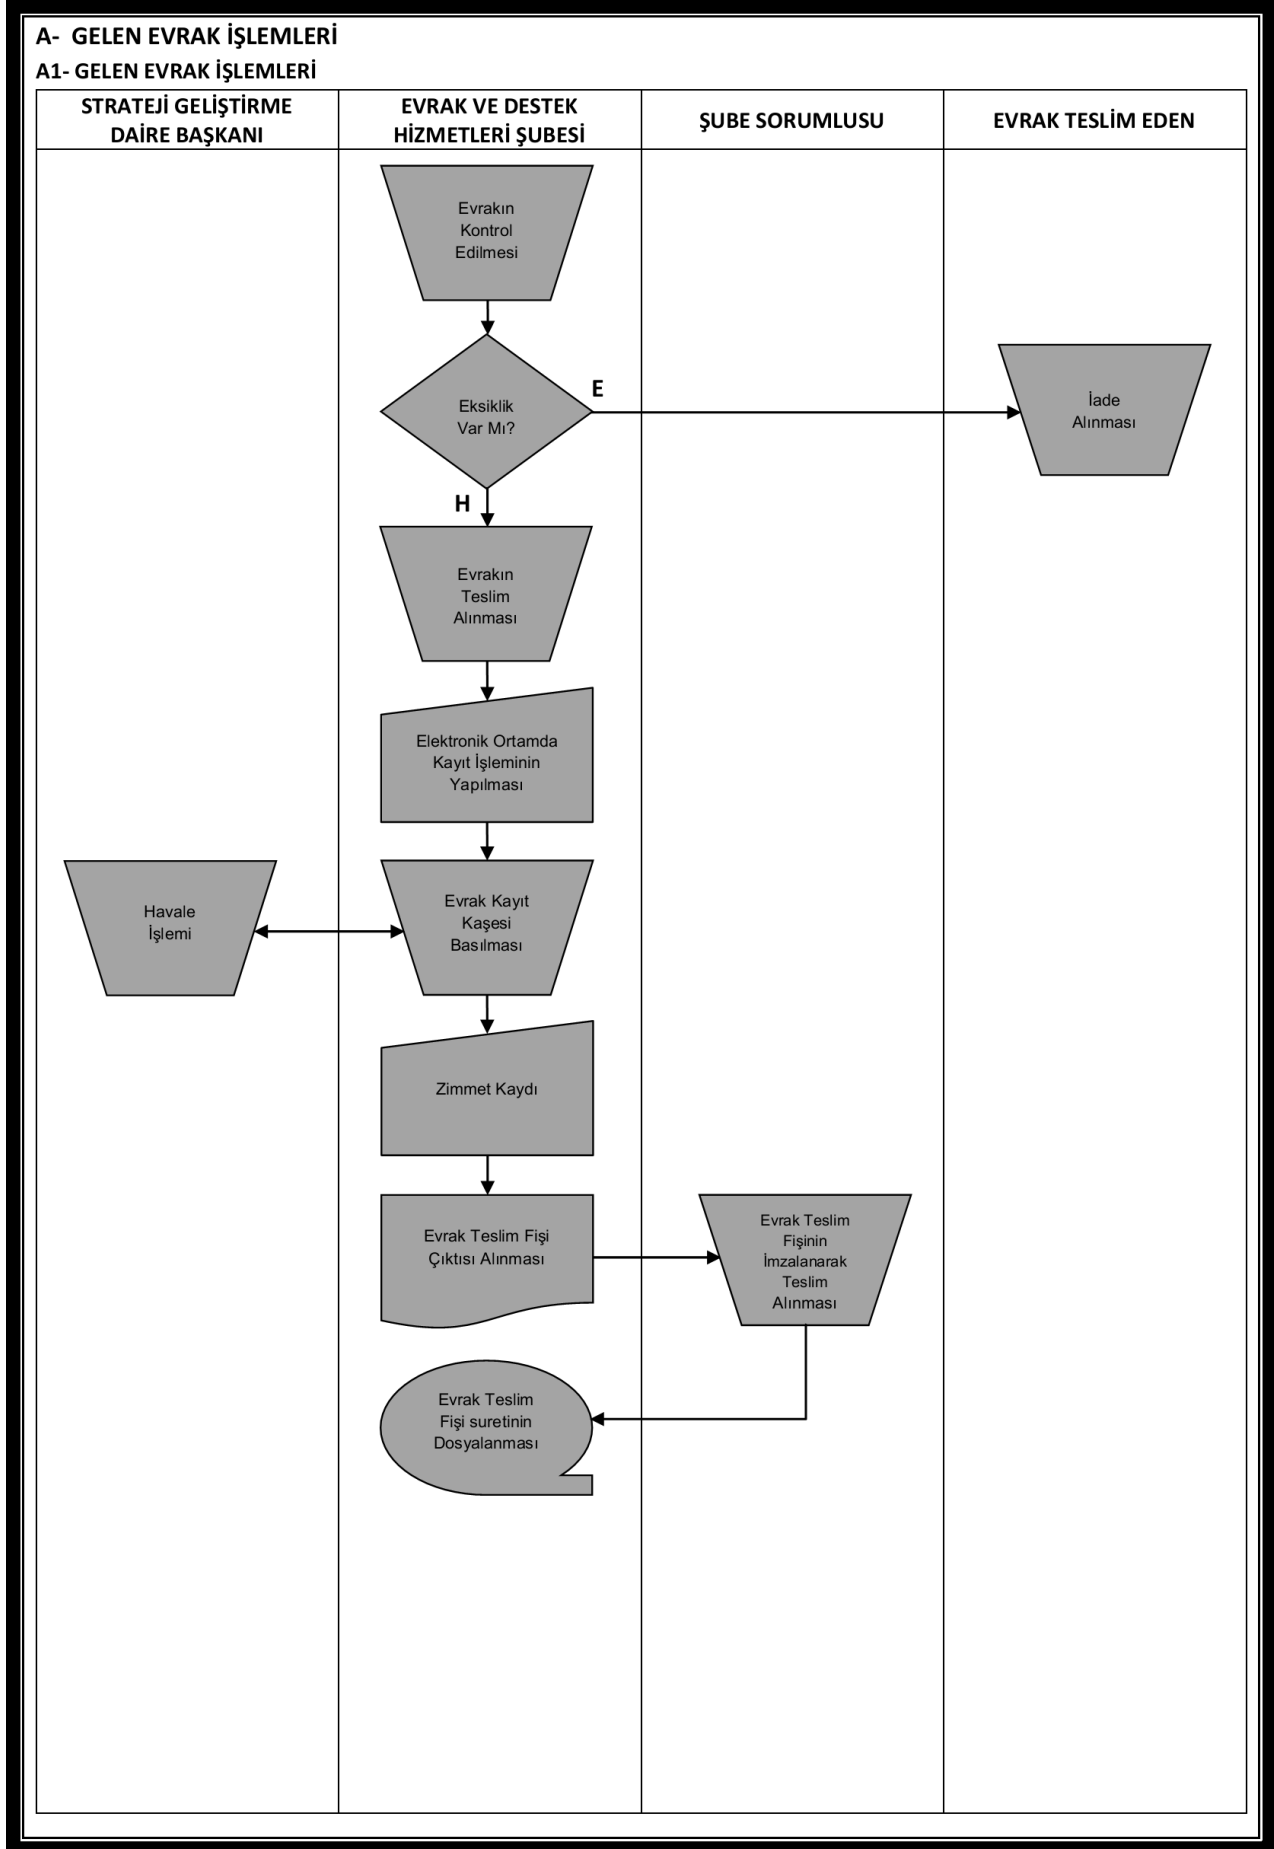 A- GELEN EVRAK İŞLEMLERİ
A1- GELEN EVRAK İŞLEMLERİ
STRATEJİ GELİŞTİRME
DAİRE BAŞKANI
EVRAK VE DESTEK
HİZMETLERİ ŞUBESİ
ŞUBE SORUMLUSU
EVRAK TESLİM EDEN
Evrakın
Kontrol
Edilmesi
Eksiklik
Var Mı?
E
İade
Alınması
H
Evrakın
Teslim
Alınması
Elektronik Ortamda
Kayıt İşleminin
Yapılması
Havale
İşlemi
Evrak Kayıt
Kaşesi
Basılması
Zimmet Kaydı
Evrak Teslim Fişi
Çıktısı Alınması
Evrak Teslim
Fişinin
İmzalanarak
Teslim
Alınması
Evrak Teslim
Fişi suretinin
Dosyalanması